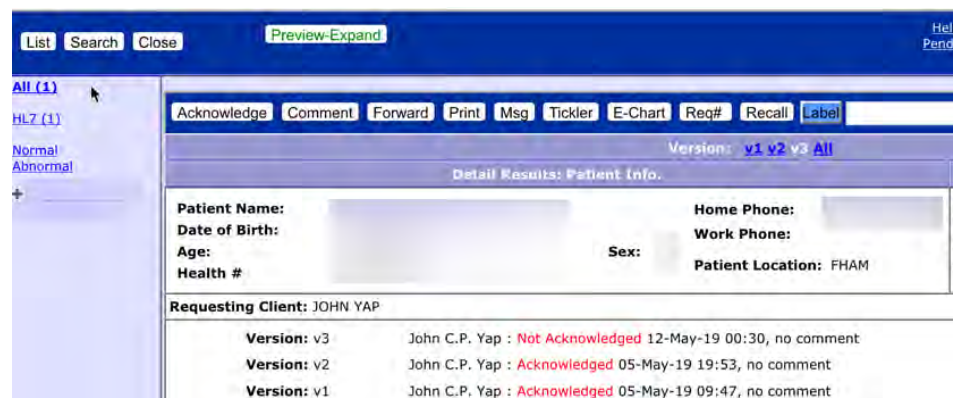 List Search Close Preview-Expand
Hel
Pend
All (1)
HL7 (1)
Normal
Abnormal
+
Acknowledge Comment Forward Print Msg Tickler E-Chart Req# Recall Label
Version: v1 v2 v3 All
Detail Results: Patient Info.
Patient Name: Home Phone:
Date of Birth: Work Phone:
Age: Sex:
Patient Location: FHAM
Health #
Requesting Client: JOHN YAP
Version: v3 John C.P. Yap : Not Acknowledged 12-May-19 00:30, no comment
Version: v2 John C.P. Yap : Acknowledged 05-May-19 19:53, no comment
Version: v1 John C.P. Yap : Acknowledged 05-May-19 09:47, no comment